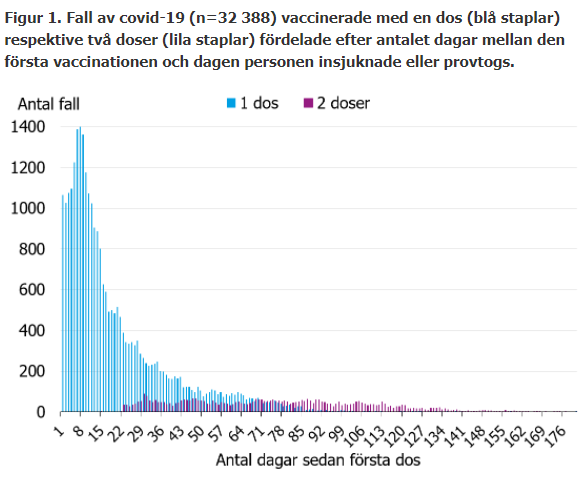 Figur 1. Fall av covid-19 (n=32 388) vaccinerade med en dos (blå staplar)
respektive två doser (lila staplar) fördelade efter antalet dagar mellan den
första vaccinationen och dagen personen insjuknade eller provtogs.
Antal fall
1 dos
2 doser
1400
1200
1000
800
600
400
200
0
1 8 15 22 29 36 43 50 57 64 71 78 85 92 99 106 113 120 127 134 141 148 155 162 169 176
Antal dagar sedan första dos